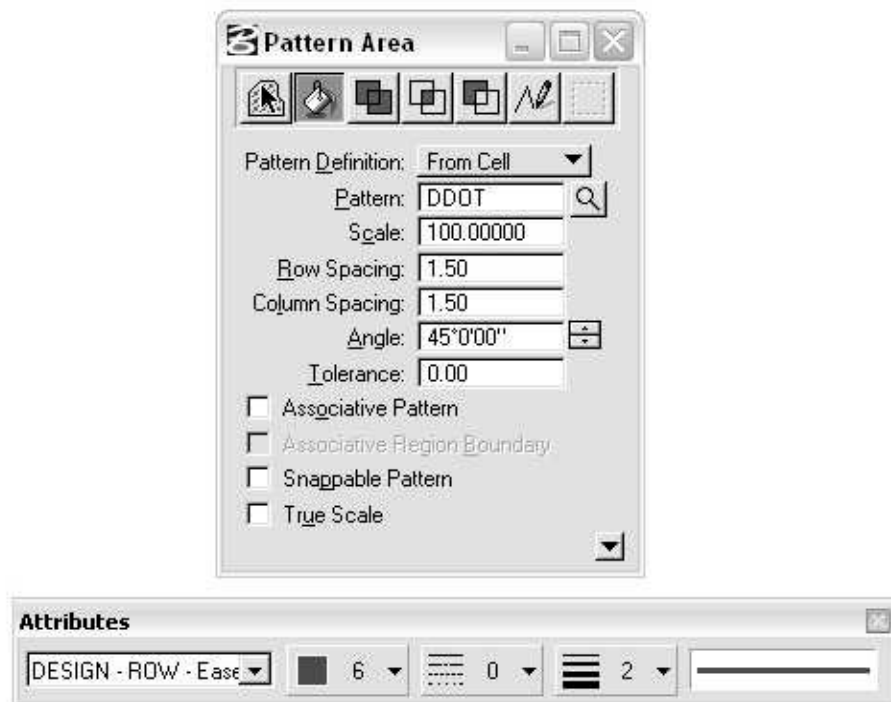 Pattern Area
Pattern Definition: From Cell
Pattern: DDOT
Scale: 100.00000
Row Spacing: 1.50
Column Spacing: 1.50
Angle: 45°0'00"
Tolerance: 0.00
Associative Pattern
Associative Region Boundary
Snappable Pattern
True Scale
Attributes
DESIGN - ROW - Ease 6 0 2